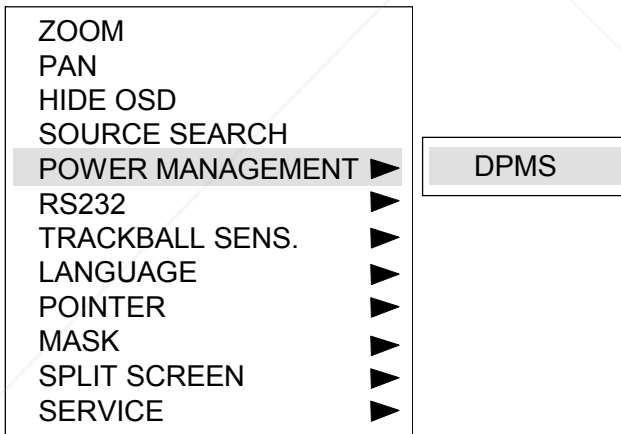 ZOOM
PAN
HIDE OSD
SOURCE SEARCH
POWER MANAGEMENT
DPMS
RS232
TRACKBALL SENS.
LANGUAGE
POINTER
MASK
SPLIT SCREEN
SERVICE